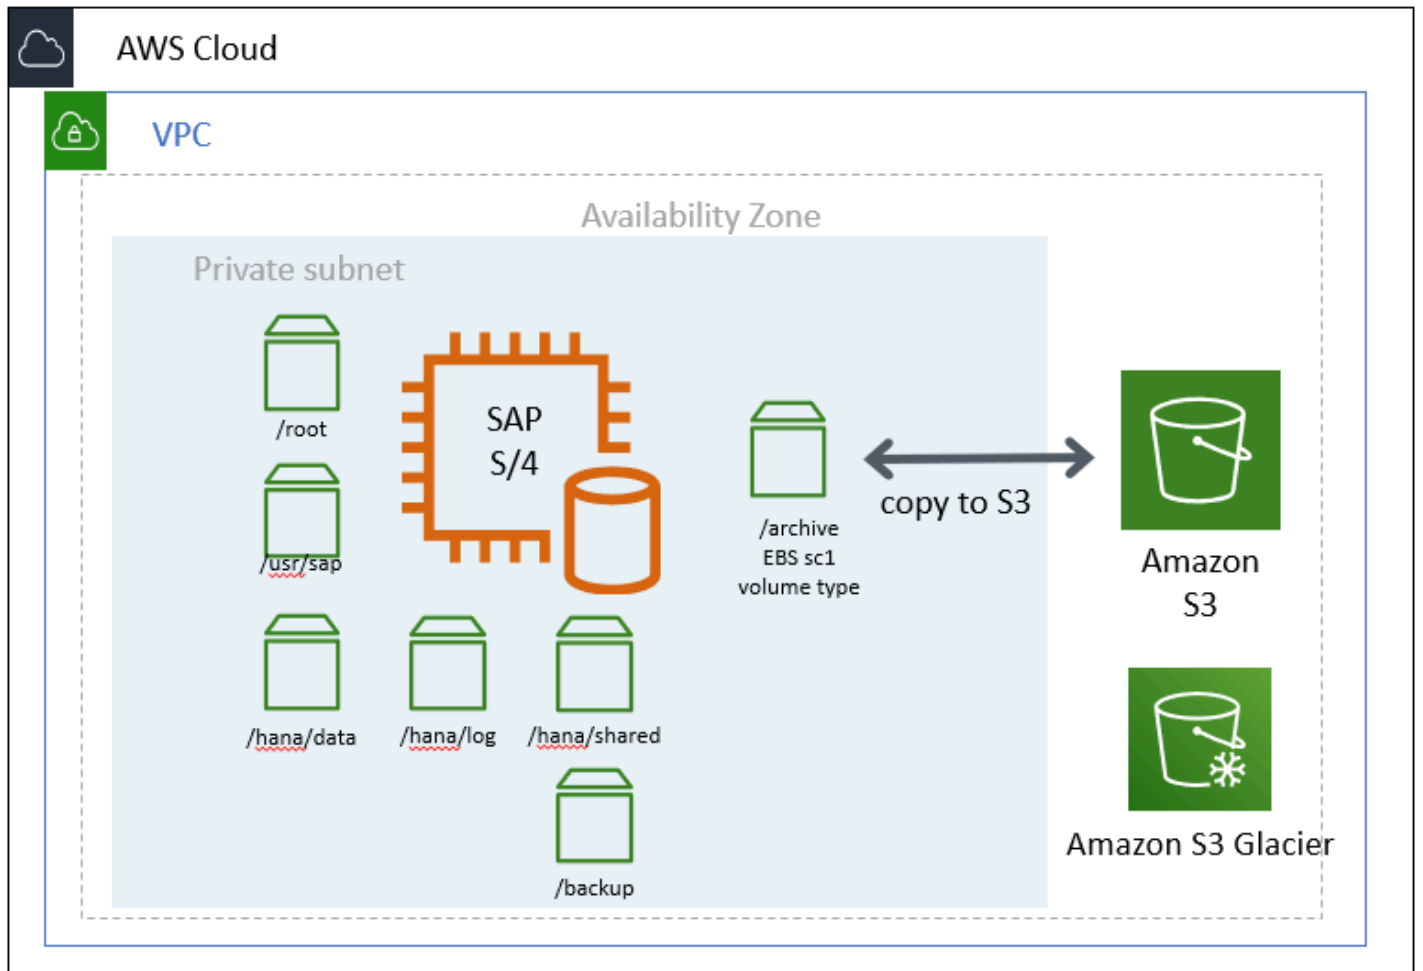 AWS Cloud
VPC
Availability Zone
Private subnet
/root
SAP
S/4
/usr/sap
/archive
EBS sc1
volume type
copy to S3
Amazon
S3
/hana/data
/hana/log
/hana/shared
/backup
Amazon S3 Glacier